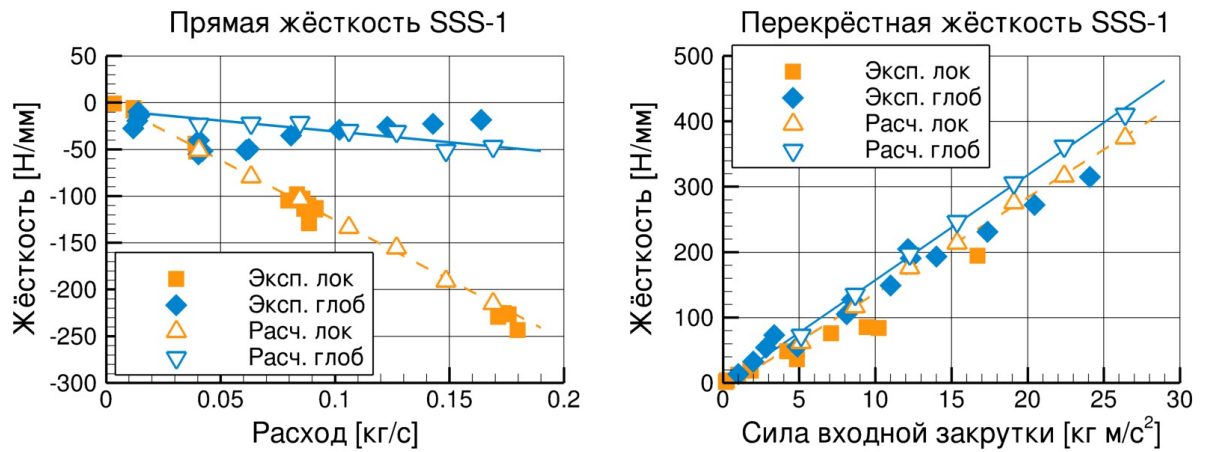 Прямая жёсткость SSS-1
Жёсткость [Н/мм]
50
0
-50
-100
-150
-200
-250
-300
Эксп. лок
Эксп. глоб
Расч. лок
Расч. глоб
0 0.05 0.1 0.15 0.2
Расход [кг/с]
Перекрёстная жёсткость SSS-1
Жёсткость [Н/мм]
500
400
300
200
100
0
Эксп. лок
Эксп. глоб
Расч. лок
Расч. глоб
0 5 10 15 20 25 30
Сила входной закрутки [кг м/с²]